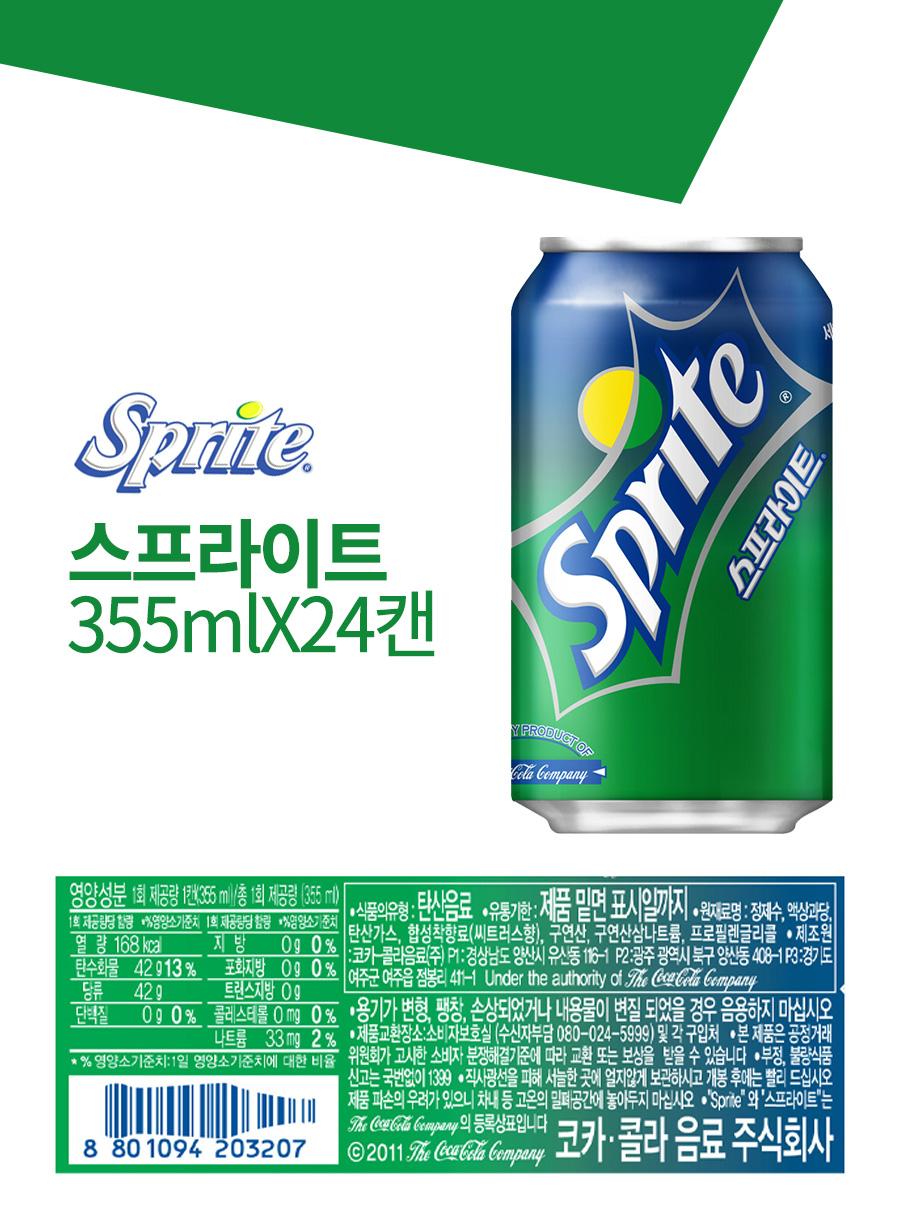 Sprite
스프라이트
355mlX24캔
Sprite
스프라이트
Y PRODUCT OF
Cola Company
영양성분 1회 제공량 1캔(355 ml)/총 1회 제공량 (355 ml)
1회 제공량당 함량 *%영양소기준치 1회 제공량당 함량 *%영양소기준치
열 량 168 kcal 지 방 0g 0%
탄수화물 42g 13% 포화지방 0g 0%
당류 42g 트랜스지방 0g
단백질 0g 0% 콜레스테롤 0mg 0%
나트륨 33mg 2%
*%영양소기준치:1일 영양소기준치에 대한 비율
8 801094 203207
•식품의유형 : 탄산음료 •유통기한 : 제품 밑면 표시일까지 •원재료명 : 정제수, 액상과당,
탄산가스, 합성착향료(씨트러스향), 구연산, 구연산삼나트륨, 프로필렌글리콜 •제조원
:코카-콜라음료(주) P1:경상남도 양산시 유산동 116-1 P2:광주 광역시 북구 양산동 408-1 P3:경기도
여주군 여주읍 점봉리 411-1 Under the authority of The Coca-Cola Company
•용기가 변형, 팽창, 손상되었거나 내용물이 변질 되었을 경우 음용하지 마십시오
•제품교환장소:소비자보호실 (수신자부담 080-024-5999) 및 각 구입처 •본 제품은 공정거래
위원회가 고시한 소비자 분쟁해결기준에 따라 교환 또는 보상을 받을 수 있습니다 •부정, 불량식품
신고는 국번없이 1399 •직사광선을 피해 서늘한 곳에 얼지않게 보관하시고 개봉 후에는 빨리 드십시오
제품 파손의 우려가 있으니 차내 등 고온의 밀폐공간에 놓아두지 마십시오 •"Sprite" 와 "스프라이트"는
The Coca-Cola Company 의 등록상표입니다
©2011 The Coca-Cola Company 코카·콜라 음료 주식회사